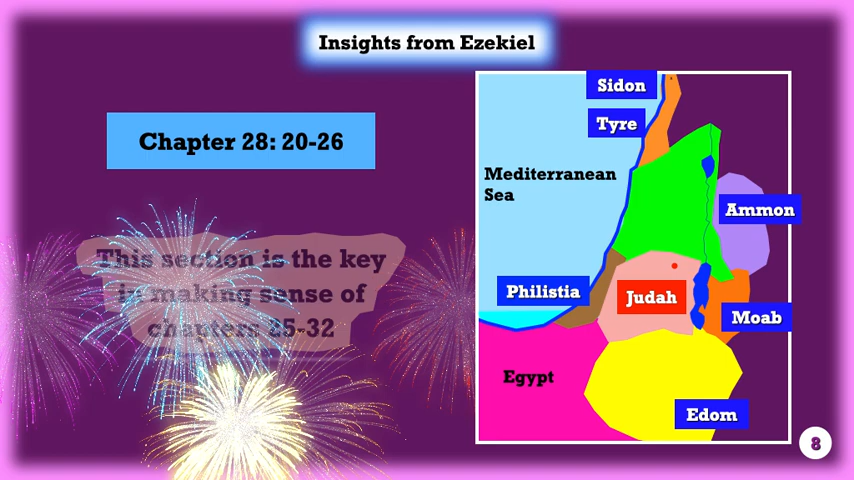 Insights from Ezekiel
Chapter 28: 20-26
This section is the key
in making sense of
chapters 25-32
Sidon
Tyre
Mediterranean
Sea
Ammon
Philistia
Judah
Moab
Egypt
Edom
8